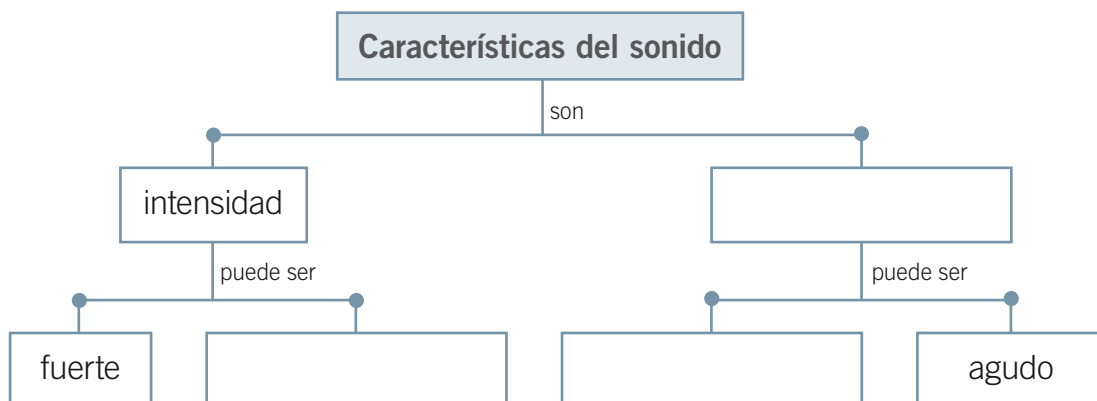 Características del sonido
son
intensidad
puede ser
puede ser
fuerte
agudo